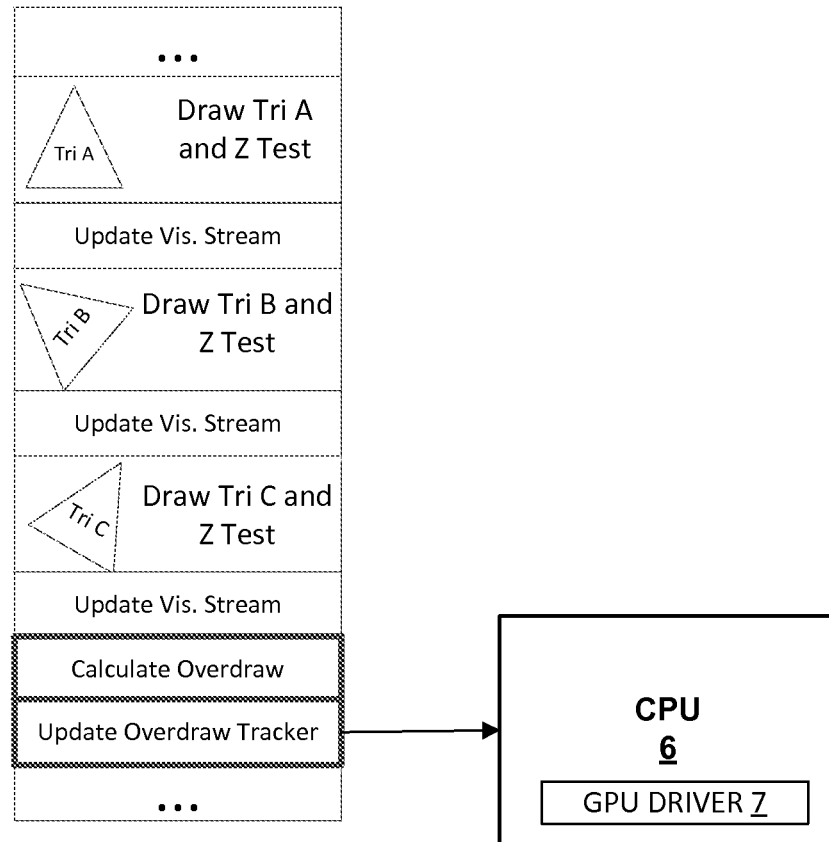 ...
Tri A
Draw Tri A
and Z Test
Update Vis. Stream
Tri B
Draw Tri B and
Z Test
Update Vis. Stream
Tri C
Draw Tri C and
Z Test
Update Vis. Stream
Calculate Overdraw
Update Overdraw Tracker
...
CPU
6
GPU DRIVER 7